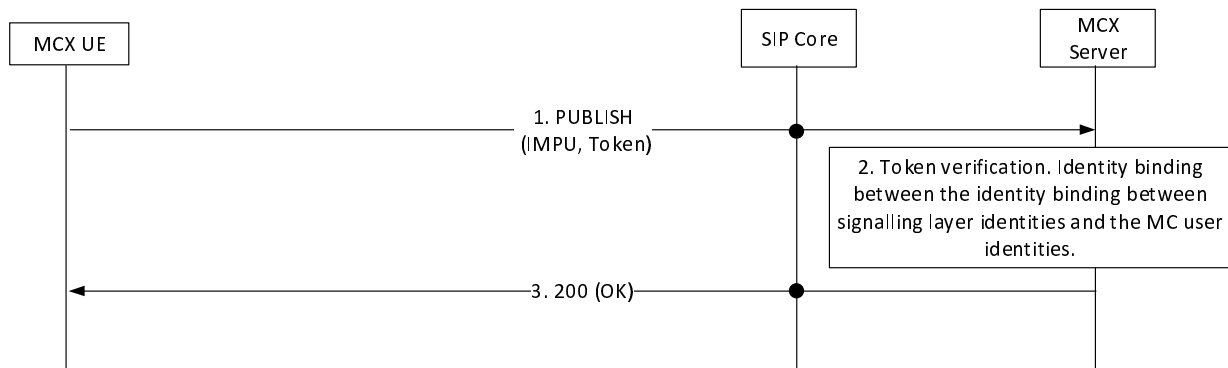 MCX UE
SIP Core
MCX
Server
1. PUBLISH
(IMPU, Token)
2. Token verification. Identity binding
between the identity binding between
signalling layer identities and the MC user
identities.
3. 200 (OK)